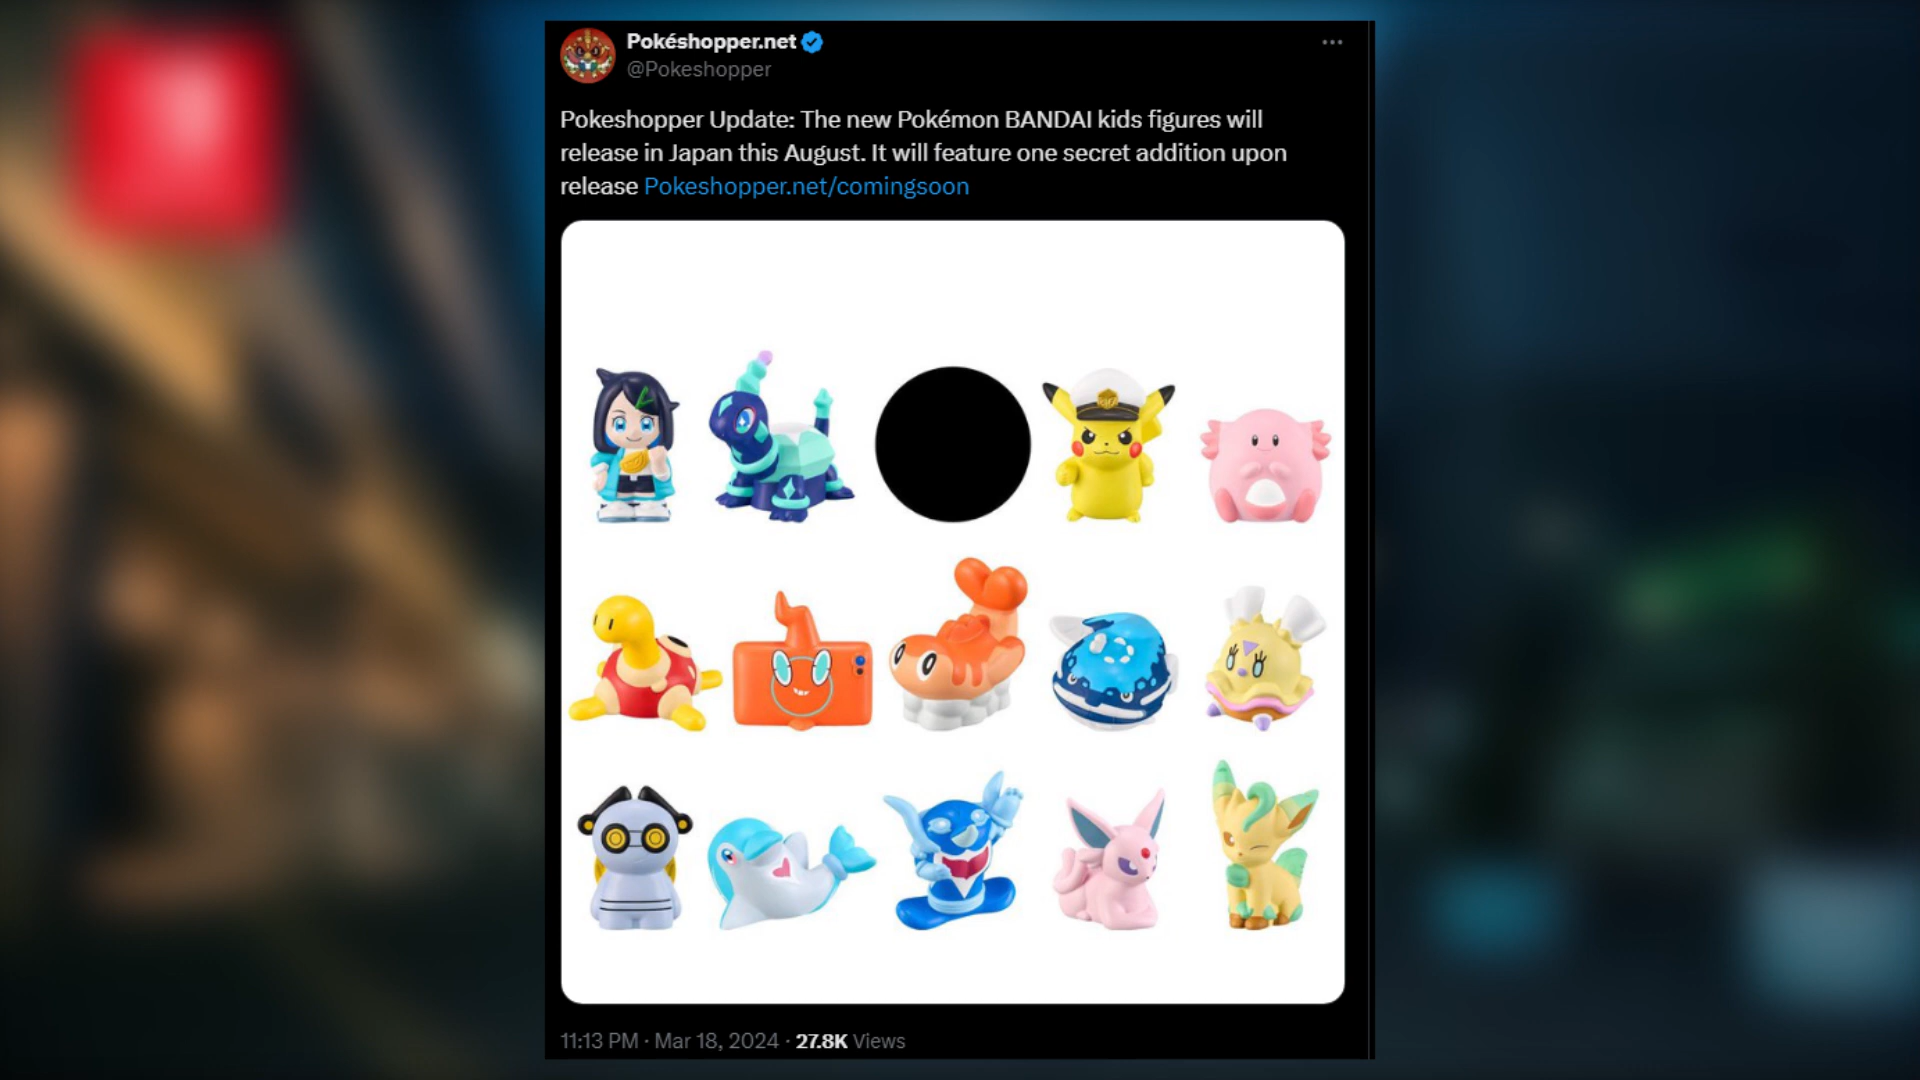 Pokéshopper.net
@Pokeshopper
Pokeshopper Update: The new Pokémon BANDAI kids figures will
release in Japan this August. It will feature one secret addition upon
release Pokeshopper.net/comingsoon
11:13 PM · Mar 18, 2024 · 27.8K Views